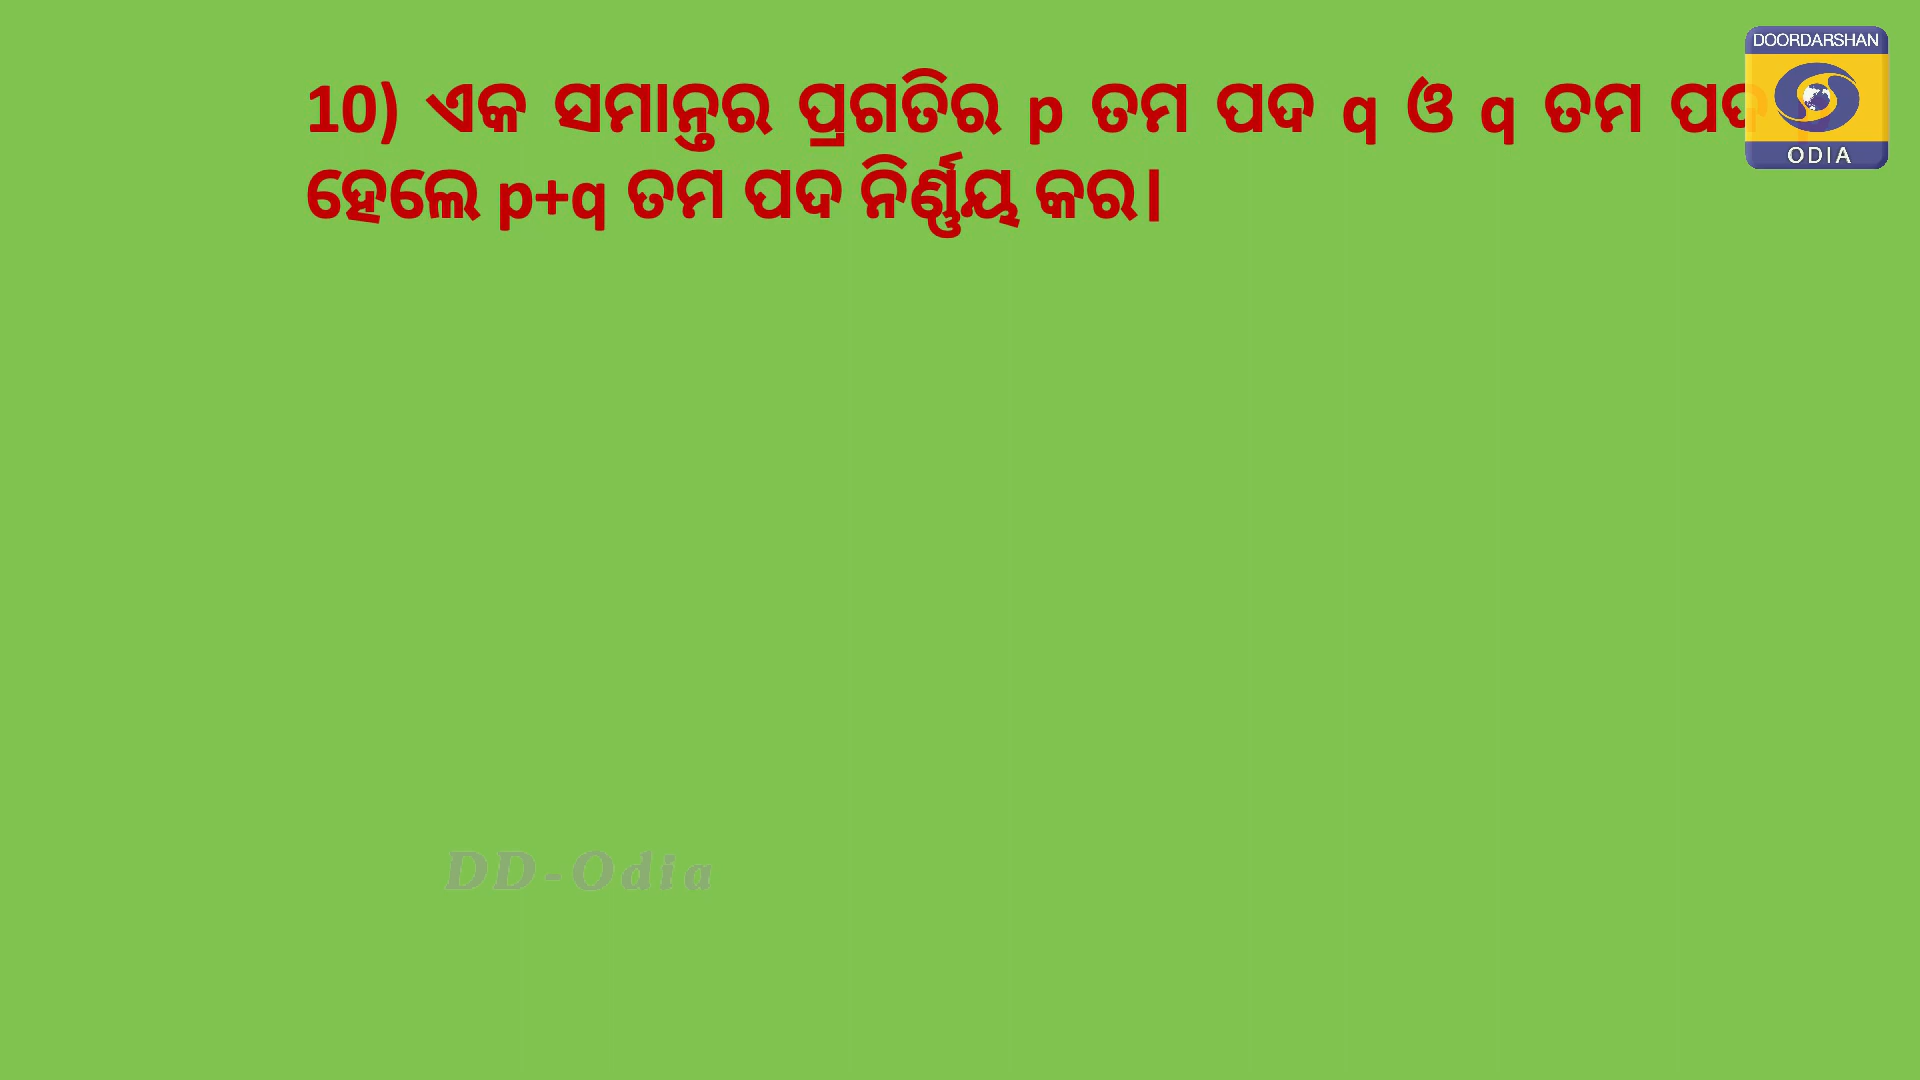 DOORDARSHAN
10) ଏକ ସମାନ୍ତର ପ୍ରଗତିର p ତମ ପଦ q ଓ q ତମ ପଦ
ODIA
ହେଲେ p+q ତମ ପଦ ନିର୍ଣ୍ଣୟ କର।
DD-Odia